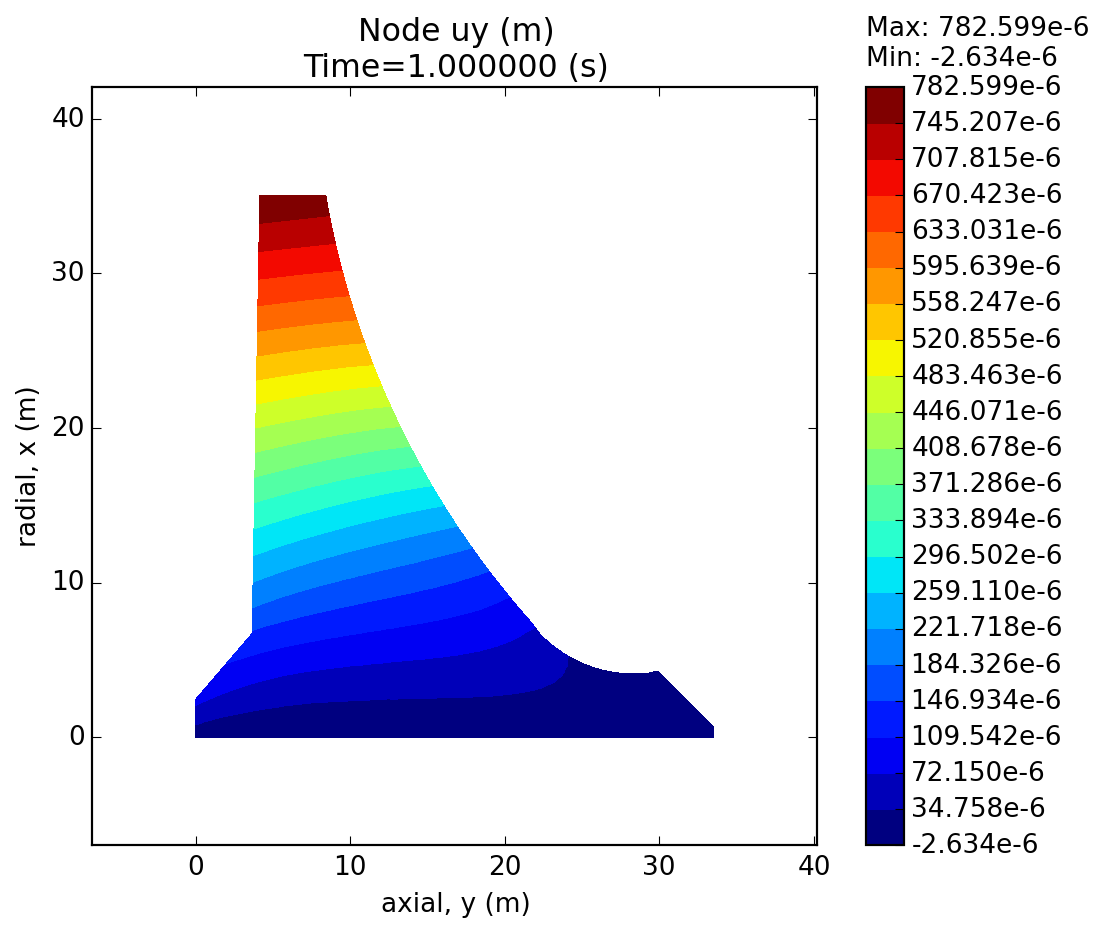 Node uy (m)
Time=1.000000 (s)
Max: 782.599e-6
Min: -2.634e-6
40
30
20
10
0
radial, x (m)
0
10
20
30
40
axial, y (m)
782.599e-6
745.207e-6
707.815e-6
670.423e-6
633.031e-6
595.639e-6
558.247e-6
520.855e-6
483.463e-6
446.071e-6
408.678e-6
371.286e-6
333.894e-6
296.502e-6
259.110e-6
221.718e-6
184.326e-6
146.934e-6
109.542e-6
72.150e-6
34.758e-6
-2.634e-6